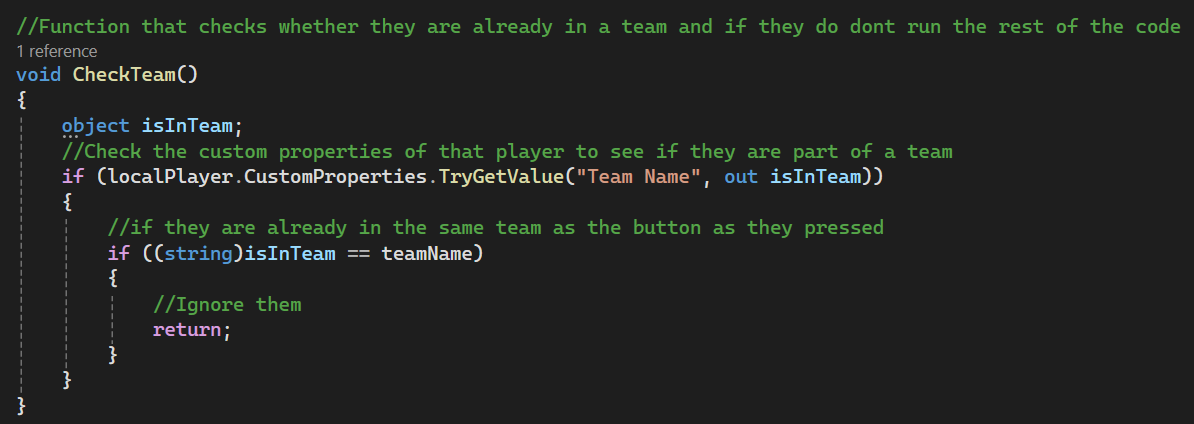 //Function that checks whether they are already in a team and if they do dont run the rest of the code
1 reference
void CheckTeam()
{
object isInTeam;
//Check the custom properties of that player to see if they are part of a team
if (localPlayer.CustomProperties.TryGetValue("Team Name", out isInTeam))
{
//if they are already in the same team as the button as they pressed
if ((string)isInTeam == teamName)
{
//Ignore them
return;
}
}
}